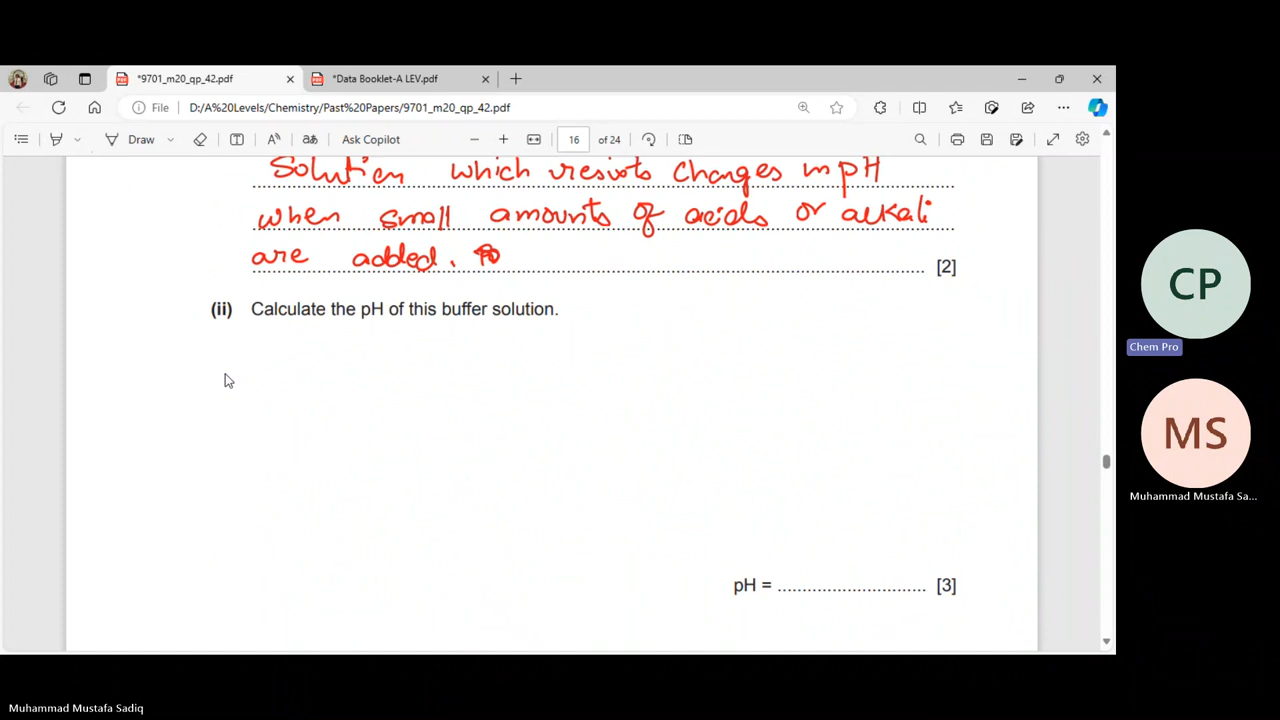 *9701_m20_qp_42.pdf
*Data Booklet-A LEV.pdf
File
D:/A%20Levels/Chemistry/Past%20Papers/9701_m20_qp_42.pdf
Draw
Ask Copilot
16 of 24
Solution which resists changes in pH
when small amounts of acids or alkali
are added.
[2]
(ii) Calculate the pH of this buffer solution.
pH = ............................. [3]
CP
Chem Pro
MS
Muhammad Mustafa Sa...
Muhammad Mustafa Sadiq